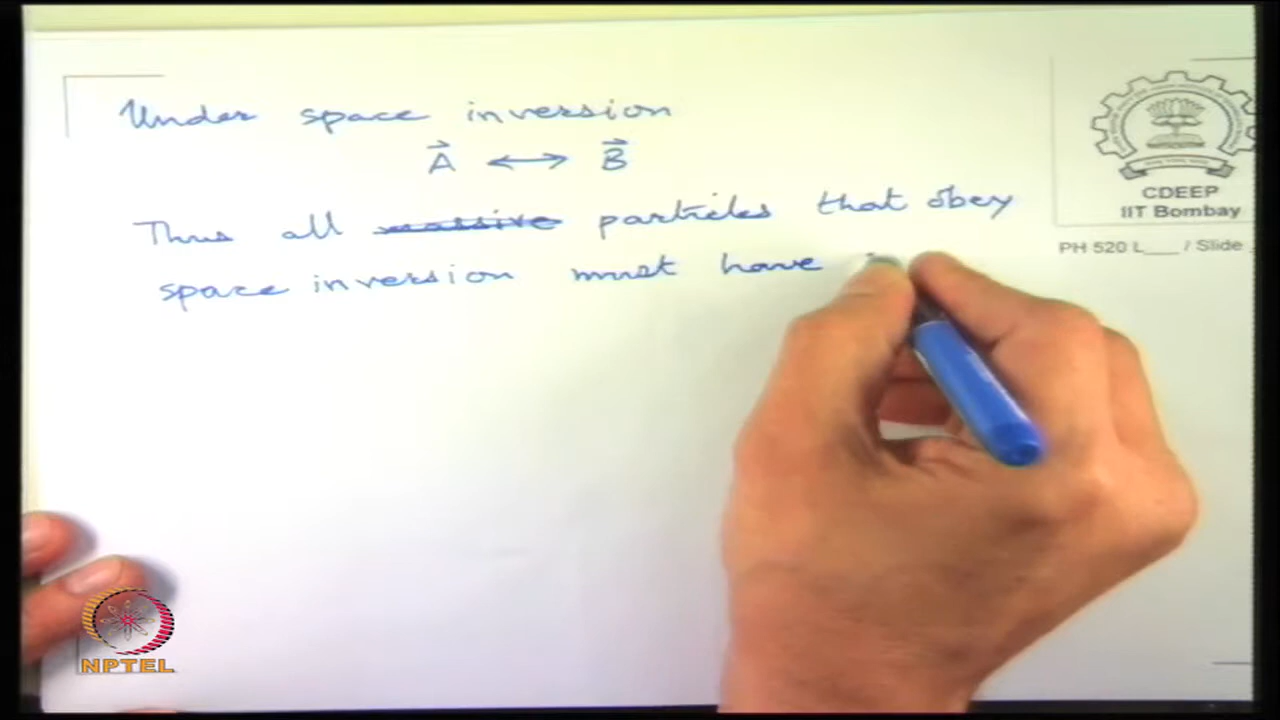 Under space inversion
A⃗ ↔ B⃗
Thus all ~~massive~~ particles that obey
space inversion must have
CDEEP
IIT Bombay
PH 520 L___ / Slide
NPTEL